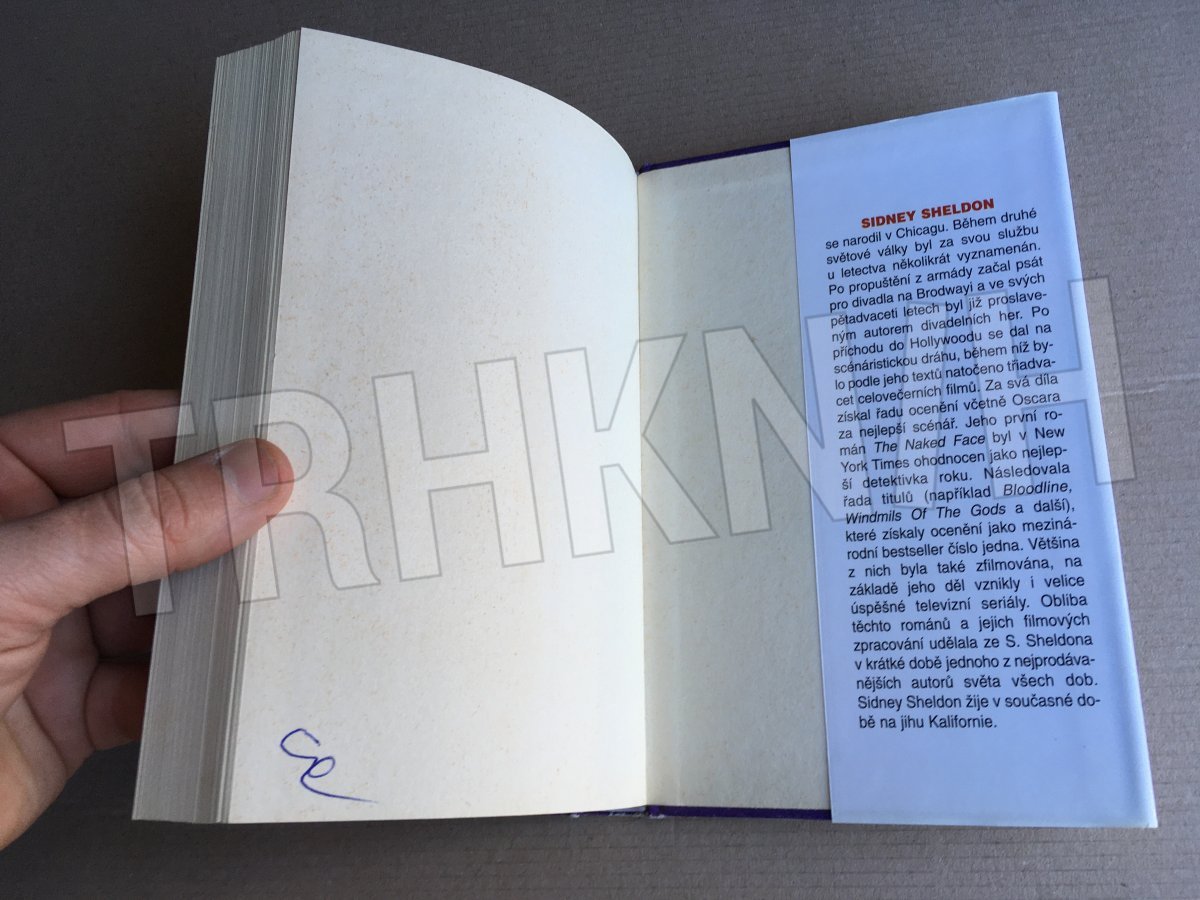 SIDNEY SHELDON
se narodil v Chicagu. Během druhé
světové války byl za svou službu
u letectva několikrát vyznamenán.
Po propuštění z armády začal psát
pro divadla na Brodwayi a ve svých
pětadvaceti letech byl již proslave-
ným autorem divadelních her. Po
příchodu do Hollywoodu se dal na
scénáristickou dráhu, během níž by-
lo podle jeho textů natočeno třiadva-
cet celovečerních filmů. Za svá díla
získal řadu ocenění včetně Oscara
za nejlepší scénář. Jeho první ro-
mán The Naked Face byl v New
York Times ohodnocen jako nejlep-
ší detektivka roku. Následovala
řada titulů (například Bloodline,
Windmils Of The Gods a další),
které získaly ocenění jako meziná-
rodní bestseller číslo jedna. Většina
z nich byla také zfilmována, na
základě jeho děl vznikly i velice
úspěšné televizní seriály. Obliba
těchto románů a jejich filmových
zpracování udělala ze S. Sheldona
v krátké době jednoho z nejprodáva-
nějších autorů světa všech dob.
Sidney Sheldon žije v současné do-
bě na jihu Kalifornie.
TRHKNIH